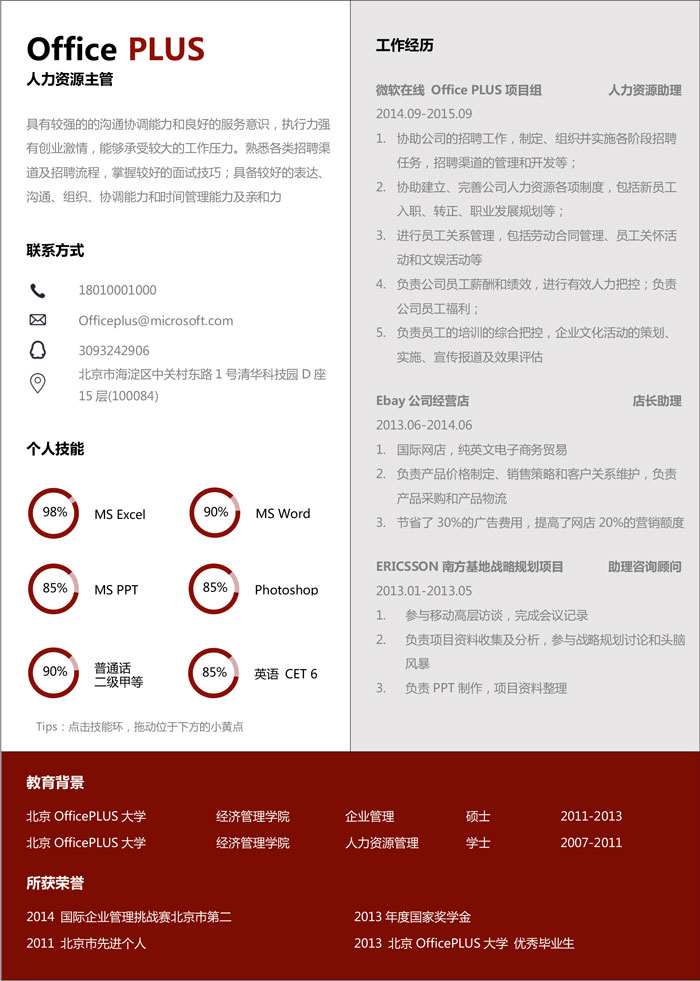 Office PLUS
人力资源主管
具有较强的的沟通协调能力和良好的服务意识，执行力强
有创业激情，能够承受较大的工作压力。熟悉各类招聘渠
道及招聘流程，掌握较好的面试技巧；具备较好的表达、
沟通、组织、协调能力和时间管理能力及亲和力
联系方式
18010001000
Officeplus@microsoft.com
3093242906
北京市海淀区中关村东路 1 号清华科技园 D 座
15 层(100084)
个人技能
98% MS Excel
90% MS Word
85% MS PPT
85% Photoshop
90% 普通话
二级甲等
85% 英语 CET 6
Tips：点击技能环，拖动位于下方的小黄点
工作经历
微软在线 Office PLUS 项目组 人力资源助理
2014.09-2015.09
1. 协助公司的招聘工作，制定、组织并实施各阶段招聘
任务，招聘渠道的管理和开发等；
2. 协助建立、完善公司人力资源各项制度，包括新员工
入职、转正、职业发展规划等；
3. 进行员工关系管理，包括劳动合同管理、员工关怀活
动和文娱活动等
4. 负责公司员工薪酬和绩效，进行有效人力把控；负责
公司员工福利；
5. 负责员工的培训的综合把控，企业文化活动的策划、
实施、宣传报道及效果评估
Ebay 公司经营店 店长助理
2013.06-2014.06
1. 国际网店，纯英文电子商务贸易
2. 负责产品价格制定、销售策略和客户关系维护，负责
产品采购和产品物流
3. 节省了 30%的广告费用，提高了网店 20%的营销额度
ERICSSON 南方基地战略规划项目 助理咨询顾问
2013.01-2013.05
1. 参与移动高层访谈，完成会议记录
2. 负责项目资料收集及分析，参与战略规划讨论和头脑
风暴
3. 负责 PPT 制作，项目资料整理
教育背景
北京 OfficePLUS 大学 经济管理学院 企业管理 硕士 2011-2013
北京 OfficePLUS 大学 经济管理学院 人力资源管理 学士 2007-2011
所获荣誉
2014 国际企业管理挑战赛北京市第二 2013 年度国家奖学金
2011 北京市先进个人 2013 北京 OfficePLUS 大学 优秀毕业生